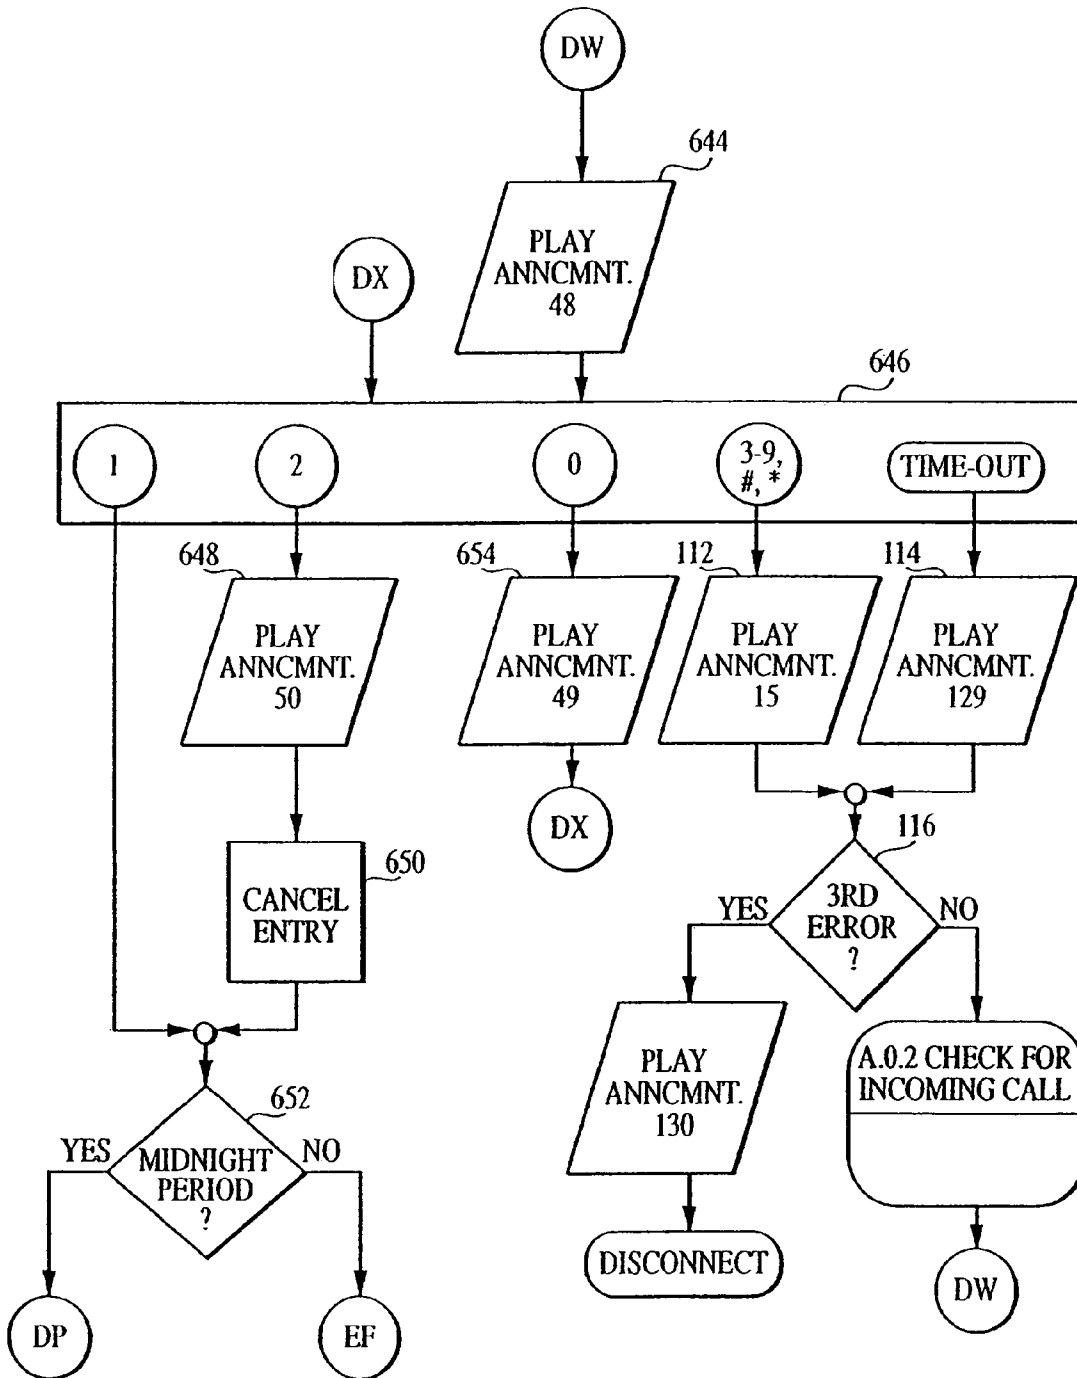 DW
644
PLAY
ANNCMNT.
48
DX
646
1
2
0
3-9,
#, *
TIME-OUT
648
PLAY
ANNCMNT.
50
654
PLAY
ANNCMNT.
49
112
PLAY
ANNCMNT.
15
114
PLAY
ANNCMNT.
129
DX
650
CANCEL
ENTRY
116
3RD
ERROR
?
YES
NO
PLAY
ANNCMNT.
130
A.0.2 CHECK FOR
INCOMING CALL
652
MIDNIGHT
PERIOD
?
YES
NO
DISCONNECT
DW
DP
EF